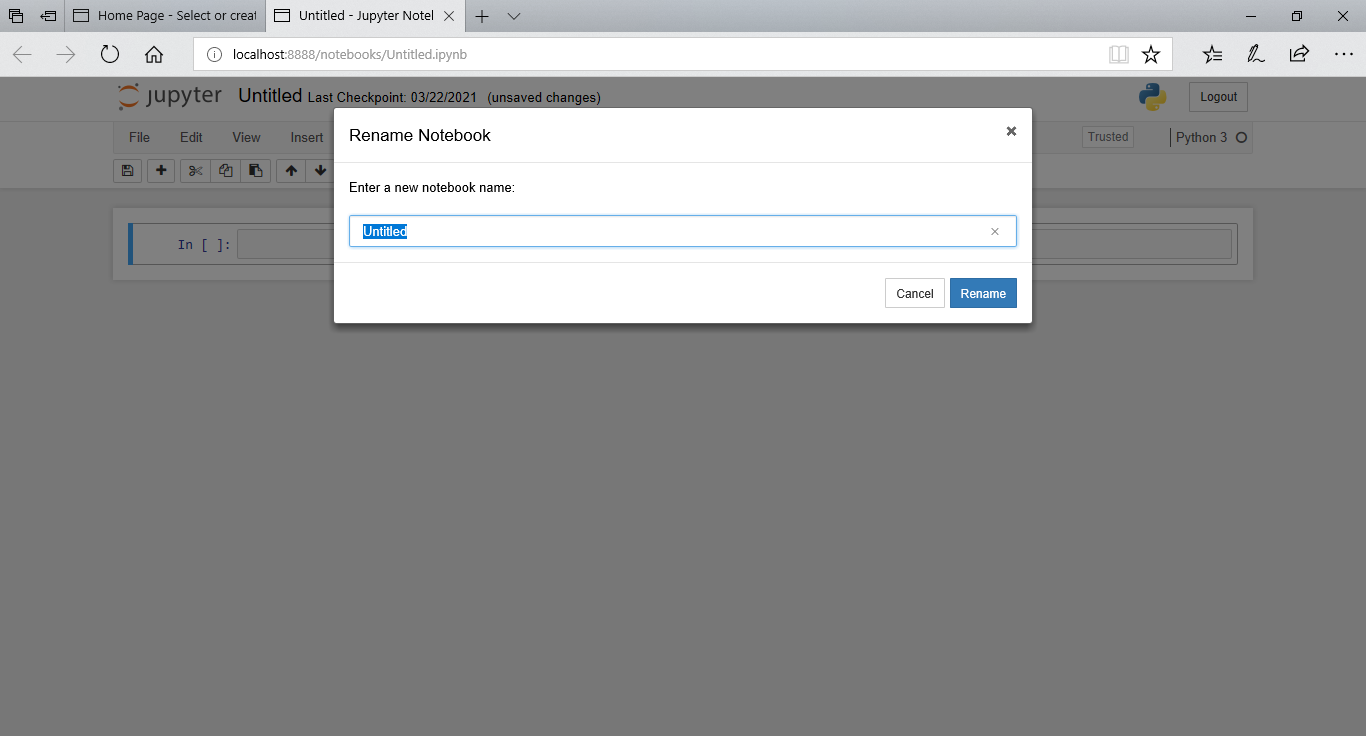 Home Page - Select or creat
Untitled - Jupyter Notel
localhost:8888/notebooks/Untitled.ipynb
jupyter Untitled Last Checkpoint: 03/22/2021 (unsaved changes)
Logout
Rename Notebook
File Edit View Insert
Trusted
Python 3
Enter a new notebook name:
Untitled
In [ ]:
Cancel
Rename